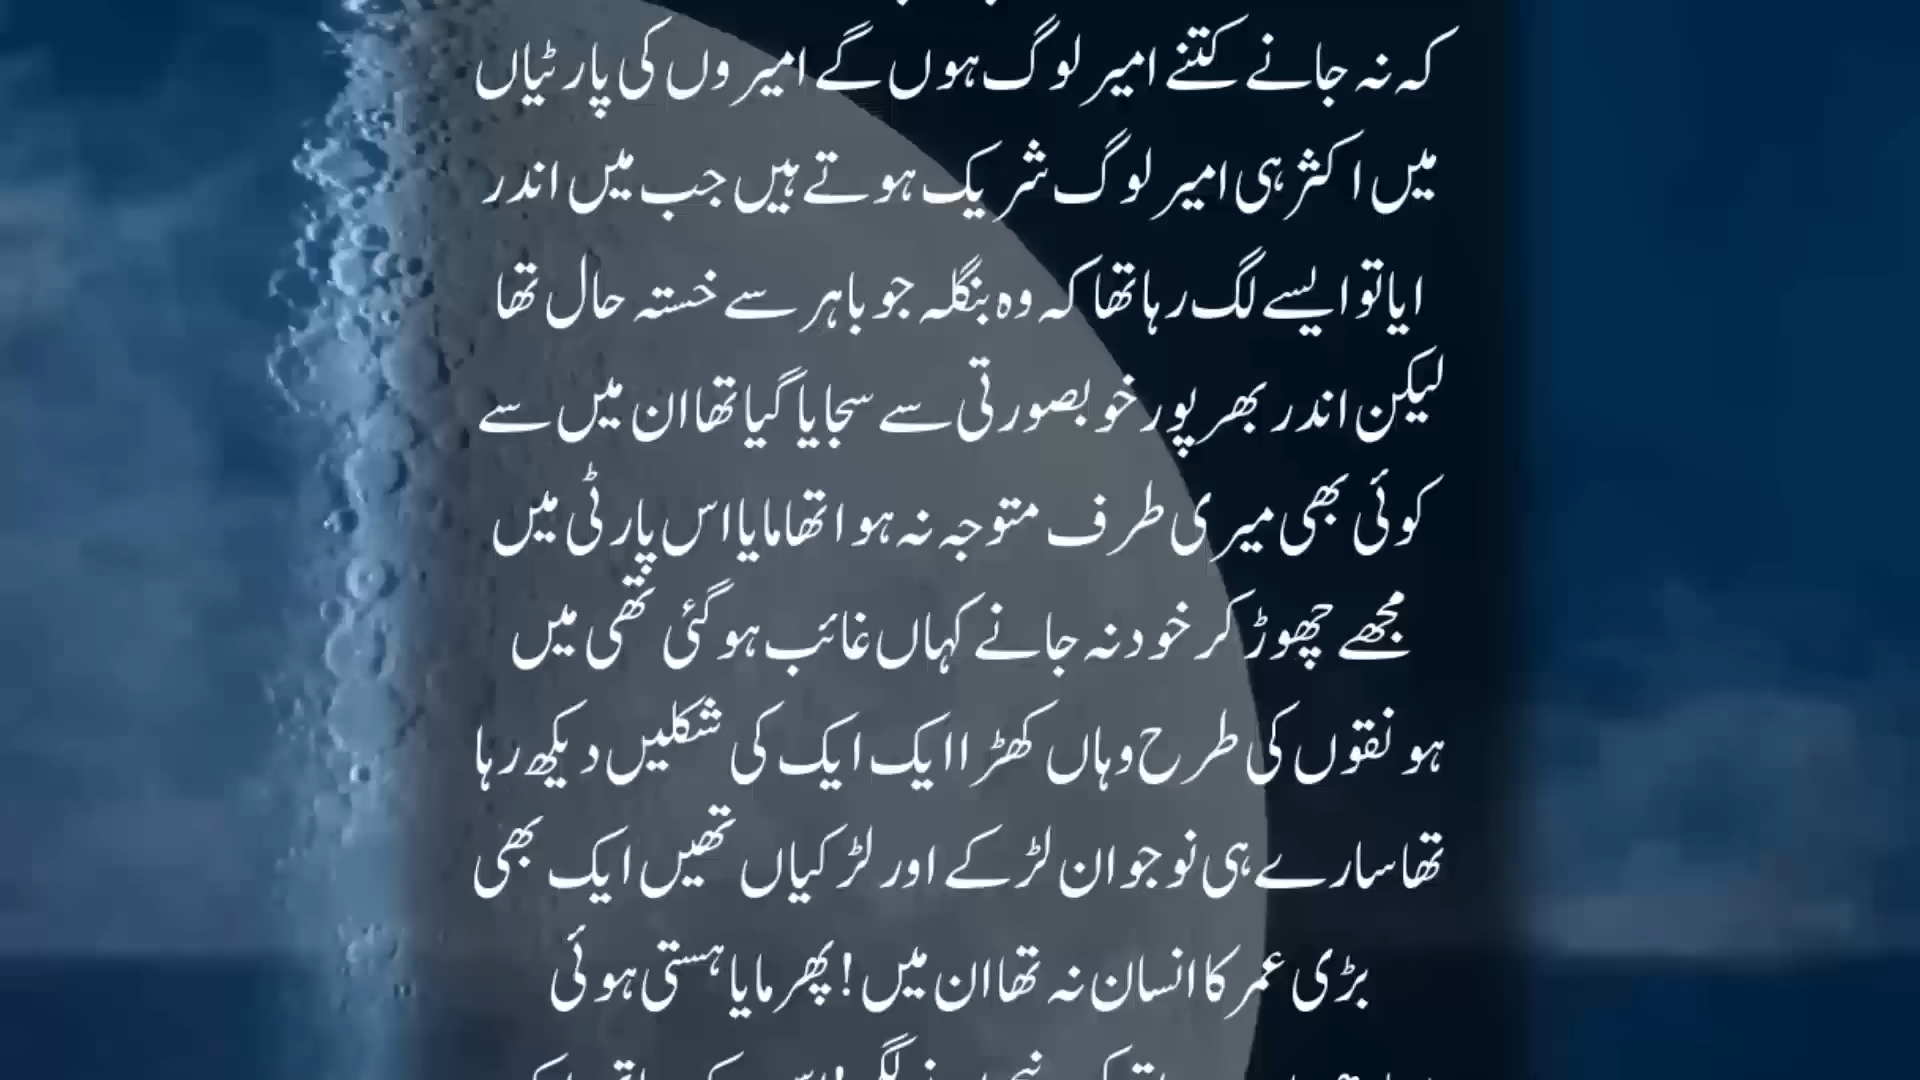 کہ نہ جانے کتنے امیر لوگ ہوں گے امیروں کی پارٹیاں
میں اکثر ہی امیر لوگ شریک ہوتے ہیں جب میں اندر
ایا تو ایسے لگ رہا تھا کہ وہ بنگلہ جو باہر سے خستہ حال تھا
لیکن اندر بھرپور خوبصورتی سے سجایا گیا تھا ان میں سے
کوئی بھی میری طرف متوجہ نہ ہوا تھا مایا اس پارٹی میں
مجھے چھوڑ کر خود نہ جانے کہاں غائب ہو گئی تھی میں
ہونقوں کی طرح وہاں کھڑا ایک ایک کی شکلیں دیکھ رہا
تھا سارے ہی نوجوان لڑکے اور لڑکیاں تھیں ایک بھی
بڑی عمر کا انسان نہ تھا ان میں ! پھر مایا ہستی ہوئی